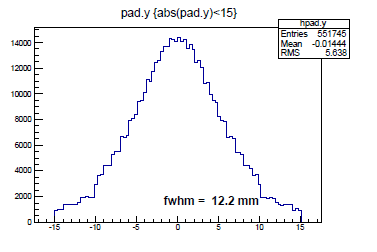 pad.y {abs(pad.y)<15}
hpad.y
Entries 551745
Mean -0.01444
RMS 5.638
14000
12000
10000
8000
6000
4000
2000
0
fwhm = 12.2 mm
-15 -10 -5 0 5 10 15